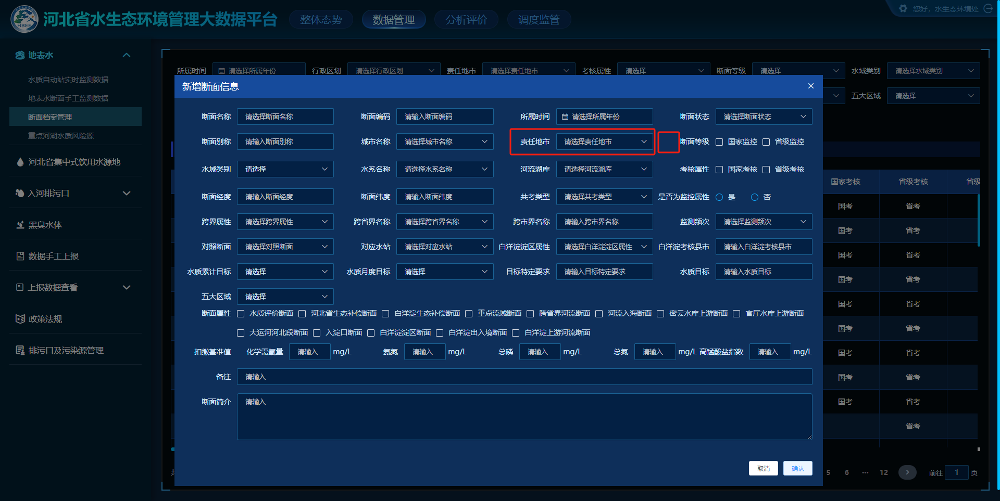 河北省水生态环境管理大数据平台 整体态势 数据管理 分析评价 调度监管 您好，水生态环境处
HBEE
地表水
水质自动站实时监测数据
地表水断面手工监测数据
断面档案管理
重点河湖水质风险源
河北省集中式饮用水源地
入河排污口
黑臭水体
数据手工上报
上报数据查看
政策法规
排污口及污染源管理
所属时间 请选择所属年份 行政区划 请选择行政区划 责任地市 请选择责任地市 考核属性 请选择 断面等级 请选择 水域类别 请选择水域类别
五大区域 请选择
新增断面信息
断面名称 请选择断面名称 断面编码 请输入断面编码 所属时间 请选择所属年份 断面状态 请选择断面状态
断面别称 请输入断面别称 城市名称 请选择城市名称 责任地市 请选择责任地市 断面等级 国家监控 省级监控
水域类别 请选择 水系名称 请选择水系名称 河流湖库 请选择河流湖库 考核属性 国家考核 省级考核
断面经度 请输入断面经度 断面纬度 请输入断面纬度 共考类型 请选择共考类型 是否为监控属性 是 否
跨界属性 请选择跨界属性 跨省界名称 请选择跨省界名称 跨市界名称 请输入跨市界名称 监测频次 请选择监测频次
对照断面 请选择对照断面 对应水站 请选择对应水站 白洋淀淀区属性 请选择白洋淀淀区属性 白洋淀考核县市 请输入白洋淀考核县市
水质累计目标 请选择 水质月度目标 请选择 目标特定要求 请输入目标特定要求 水质目标 请输入水质目标
五大区域 请选择
断面属性 水质评价断面 河北省生态补偿断面 白洋淀生态补偿断面 重点流域断面 跨省界河流断面 河流入海断面 密云水库上游断面 官厅水库上游断面
大运河河北段断面 入淀口断面 白洋淀淀区断面 白洋淀出入境断面 白洋淀上游河流断面
扣缴基准值 化学需氧量 请输入 mg/L 氨氮 请输入 mg/L 总磷 请输入 mg/L 总氮 请输入 mg/L 高锰酸盐指数 请输入 mg/L
备注 请输入
断面简介 请输入
取消 确认
国家考核 省级考核 省级
国考 省考
国考 省考
国考 省考
国考 省考
国考 省考
国考 省考
国考 省考
国考 省考
国考 省考
省考
5 6 ··· 12 前往 1 页